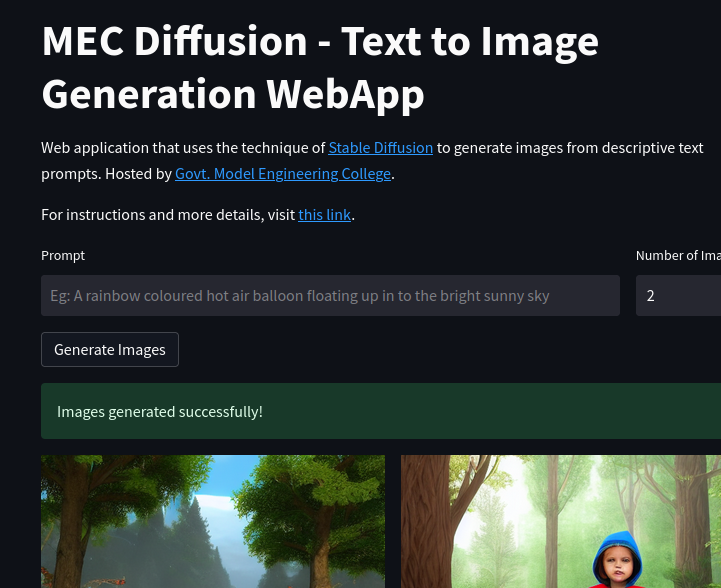 MEC Diffusion - Text to Image
Generation WebApp
Web application that uses the technique of Stable Diffusion to generate images from descriptive text
prompts. Hosted by Govt. Model Engineering College.
For instructions and more details, visit this link.
Prompt
Number of Ima
Eg: A rainbow coloured hot air balloon floating up in to the bright sunny sky
2
Generate Images
Images generated successfully!